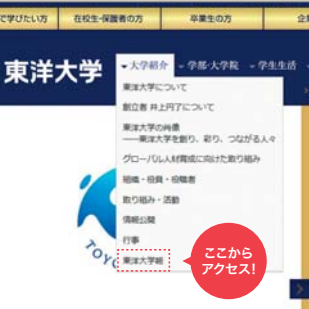 で学びたい方 在校生・保護者の方 卒業生の方 企
東洋大学
大学紹介 学部・大学院 学生生活
東洋大学について
創立者 井上円了について
東洋大学の肖像
――東洋大学を創り、彩り、つながる人々
グローバル人材育成に向けた取り組み
組織・役員・役職者
取り組み・活動
情報公開
行事
東洋大学報
TOYO
ここから
アクセス!